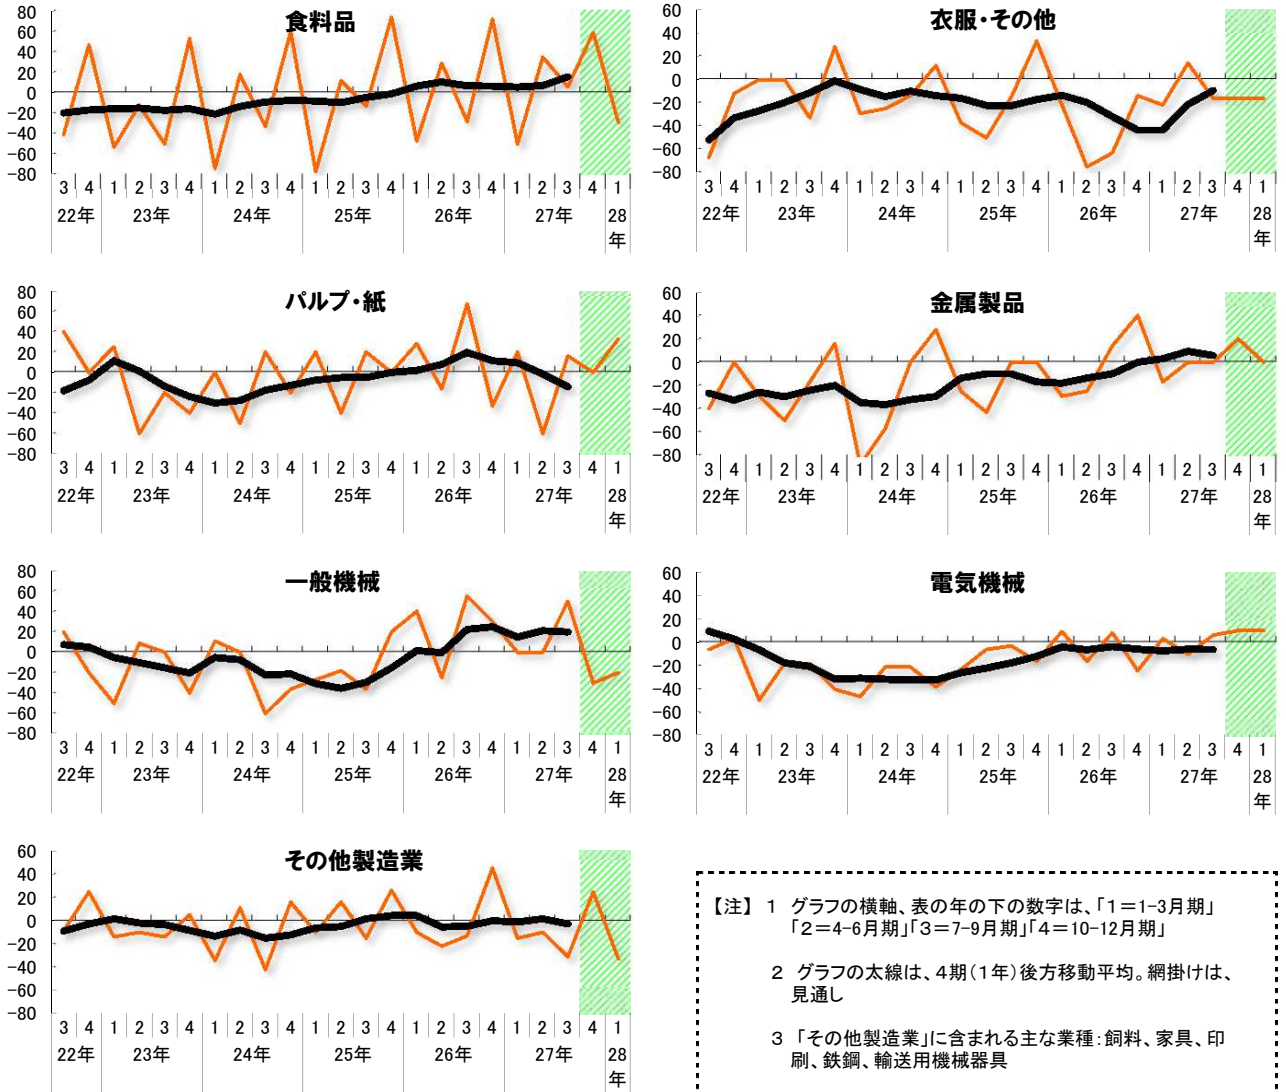 食料品
80
60
40
20
0
-20
-40
-60
-80
3 4 1 2 3 4 1 2 3 4 1 2 3 4 1 2 3 4 1 2 3 4 1
22年 23年 24年 25年 26年 27年 28
年
衣服・その他
60
40
20
0
-20
-40
-60
-80
3 4 1 2 3 4 1 2 3 4 1 2 3 4 1 2 3 4 1 2 3 4 1
22年 23年 24年 25年 26年 27年 28
年
パルプ・紙
80
60
40
20
0
-20
-40
-60
-80
3 4 1 2 3 4 1 2 3 4 1 2 3 4 1 2 3 4 1 2 3 4 1
22年 23年 24年 25年 26年 27年 28
年
金属製品
60
40
20
0
-20
-40
-60
-80
3 4 1 2 3 4 1 2 3 4 1 2 3 4 1 2 3 4 1 2 3 4 1
22年 23年 24年 25年 26年 27年 28
年
一般機械
80
60
40
20
0
-20
-40
-60
-80
3 4 1 2 3 4 1 2 3 4 1 2 3 4 1 2 3 4 1 2 3 4 1
22年 23年 24年 25年 26年 27年 28
年
電気機械
60
40
20
0
-20
-40
-60
-80
3 4 1 2 3 4 1 2 3 4 1 2 3 4 1 2 3 4 1 2 3 4 1
22年 23年 24年 25年 26年 27年 28
年
その他製造業
60
40
20
0
-20
-40
-60
-80
3 4 1 2 3 4 1 2 3 4 1 2 3 4 1 2 3 4 1 2 3 4 1
22年 23年 24年 25年 26年 27年 28
年
【注】 1 グラフの横軸、表の年の下の数字は、「1=1-3月期」
「2=4-6月期」「3=7-9月期」「4=10-12月期」
2 グラフの太線は、4期(1年)後方移動平均。網掛けは、
見通し
3 「その他製造業」に含まれる主な業種:飼料、家具、印
刷、鉄鋼、輸送用機械器具